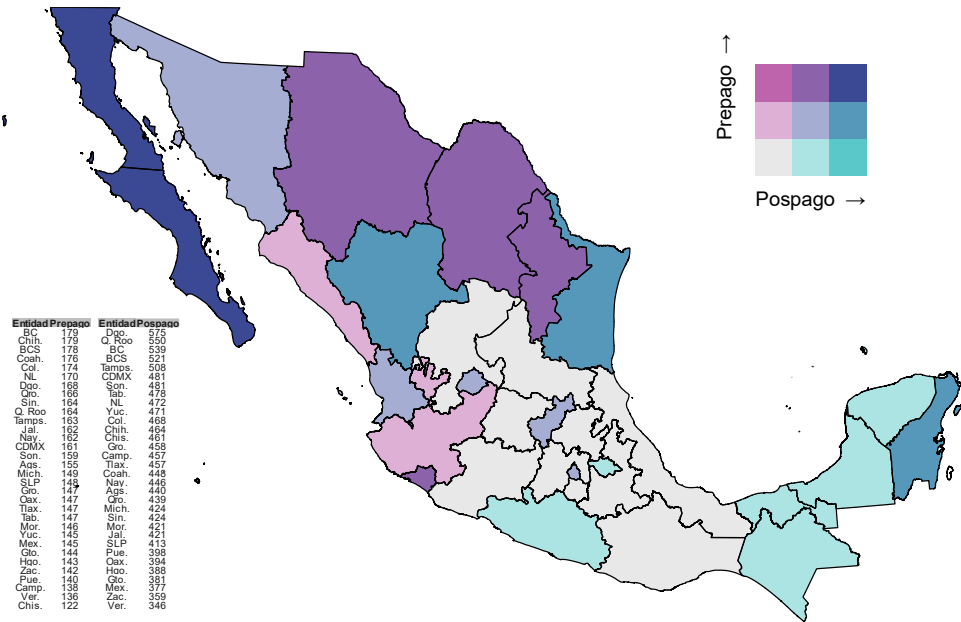 Prepago →
Pospago →
Entidad Prepago Entidad Pospago
BC 179 Dgo. 575
Chih. 179 Q. Roo 550
BCS 178 BC 539
Coah. 176 BCS 521
Col. 174 Tamps. 508
NL 170 CDMX 481
Dgo. 168 Son. 481
Qro. 166 Tab. 478
Sin. 164 NL 472
Q. Roo 164 Yuc. 471
Tamps. 163 Col. 468
Jal. 162 Chih. 464
Nay. 162 Chis. 461
CDMX 161 Gro. 458
Son. 159 Camp. 457
Ags. 155 Tlax. 457
Mich. 149 Coah. 448
SLP 148 Nay. 446
Gro. 147 Ags. 440
Oax. 147 Qro. 439
Tlax. 147 Mich. 424
Tab. 147 Sin. 424
Mor. 146 Mor. 421
Yuc. 145 Jal. 421
Mex. 145 SLP 413
Gto. 144 Pue. 398
Hgo. 143 Oax. 394
Zac. 142 Hgo. 388
Pue. 140 Gto. 381
Camp. 138 Mex. 377
Ver. 136 Zac. 359
Chis. 122 Ver. 346